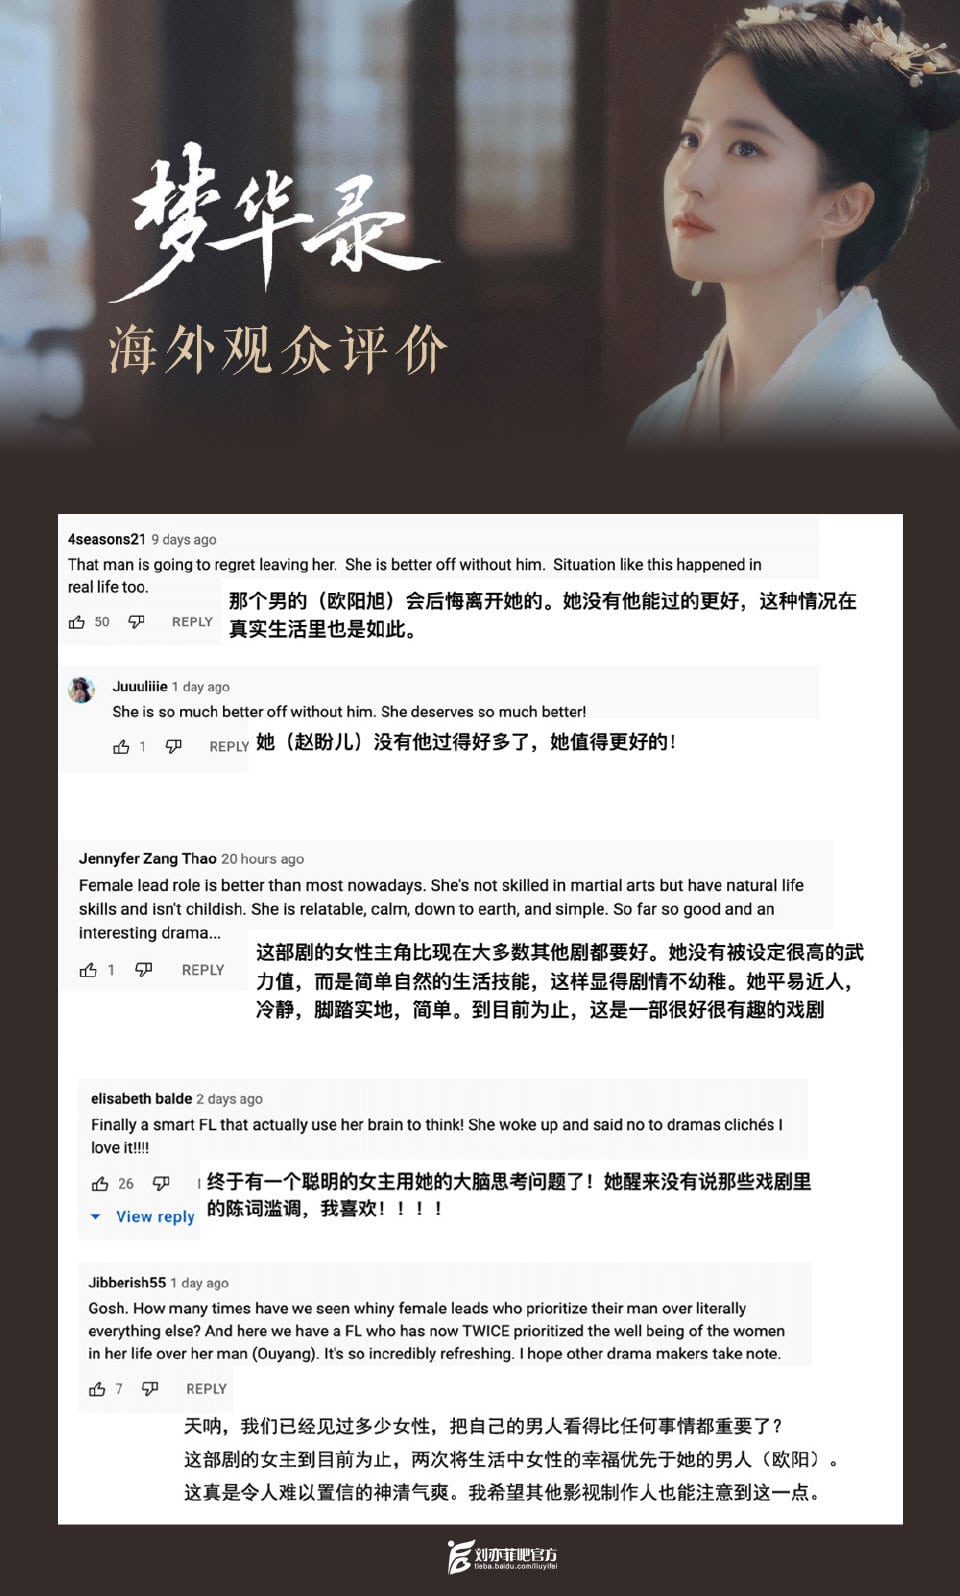 梦华录
海外观众评价
4seasons21 9 days ago
That man is going to regret leaving her. She is better off without him. Situation like this happened in
real life too.
50 REPLY
那个男的（欧阳旭）会后悔离开她的。她没有他能过的更好，这种情况在
真实生活里也是如此。
Juuuliiie 1 day ago
She is so much better off without him. She deserves so much better!
1 REPLY
她（赵盼儿）没有他过得好多了，她值得更好的！
Jennyfer Zang Thao 20 hours ago
Female lead role is better than most nowadays. She's not skilled in martial arts but have natural life
skills and isn't childish. She is relatable, calm, down to earth, and simple. So far so good and an
interesting drama...
1 REPLY
这部剧的女性主角比现在大多数其他剧都要好。她没有被设定很高的武
力值，而是简单自然的生活技能，这样显得剧情不幼稚。她平易近人，
冷静，脚踏实地，简单。到目前为止，这是一部很好很有趣的戏剧
elisabeth balde 2 days ago
Finally a smart FL that actually use her brain to think! She woke up and said no to dramas clichés I
love it!!!!
26
终于有一个聪明的女主用她的大脑思考问题了！她醒来没有说那些戏剧里
的陈词滥调，我喜欢！！！！
View reply
Jibberish55 1 day ago
Gosh. How many times have we seen whiny female leads who prioritize their man over literally
everything else? And here we have a FL who has now TWICE prioritized the well being of the women
in her life over her man (Ouyang). It's so incredibly refreshing. I hope other drama makers take note.
7 REPLY
天呐，我们已经见过多少女性，把自己的男人看得比任何事情都重要了？
这部剧的女主到目前为止，两次将生活中女性的幸福优先于她的男人（欧阳）。
这真是令人难以置信的神清气爽。我希望其他影视制作人也能注意到这一点。
刘亦菲吧官方
tieba.baidu.com/liuyifei